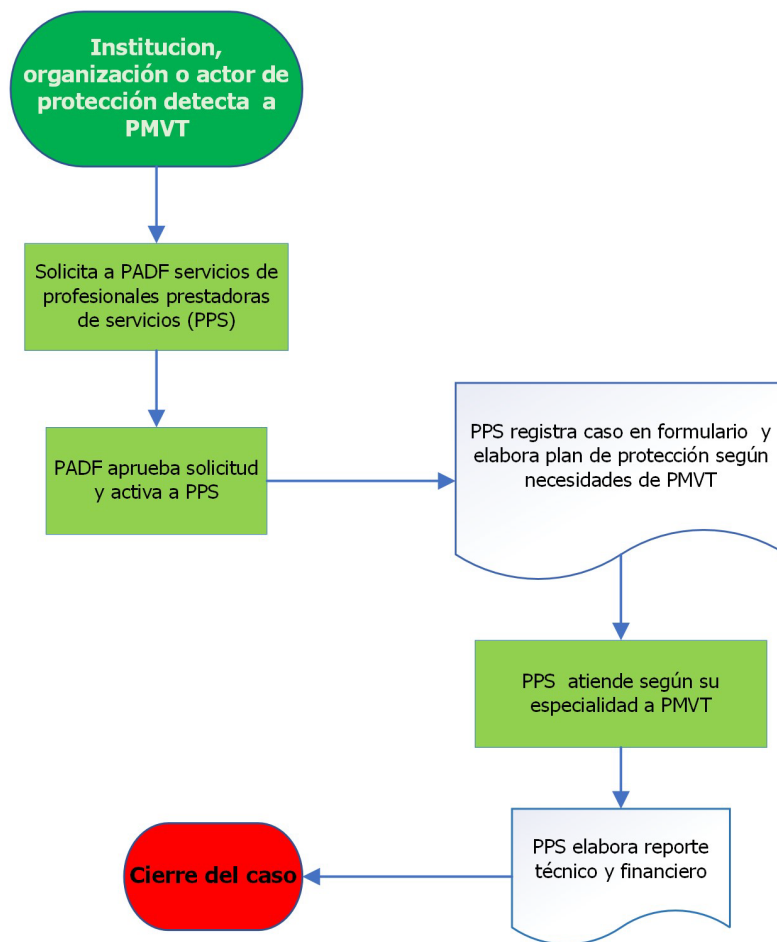 Institucion,
organización o actor de
protección detecta a
PMVT
Solicita a PADF servicios de
profesionales prestadoras
de servicios (PPS)
PADF aprueba solicitud
y activa a PPS
PPS registra caso en formulario y
elabora plan de protección según
necesidades de PMVT
PPS atiende según su
especialidad a PMVT
PPS elabora reporte
técnico y financiero
Cierre del caso